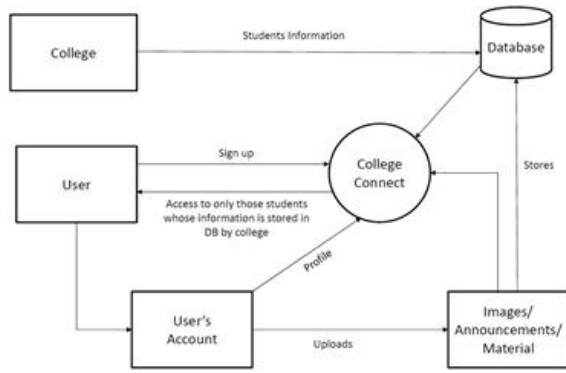 College
Students Information
Database
User
Sign up
College
Connect
Access to only those students
whose information is stored in
DB by college
Stores
Profile
User's
Account
Uploads
Images/
Announcements/
Material